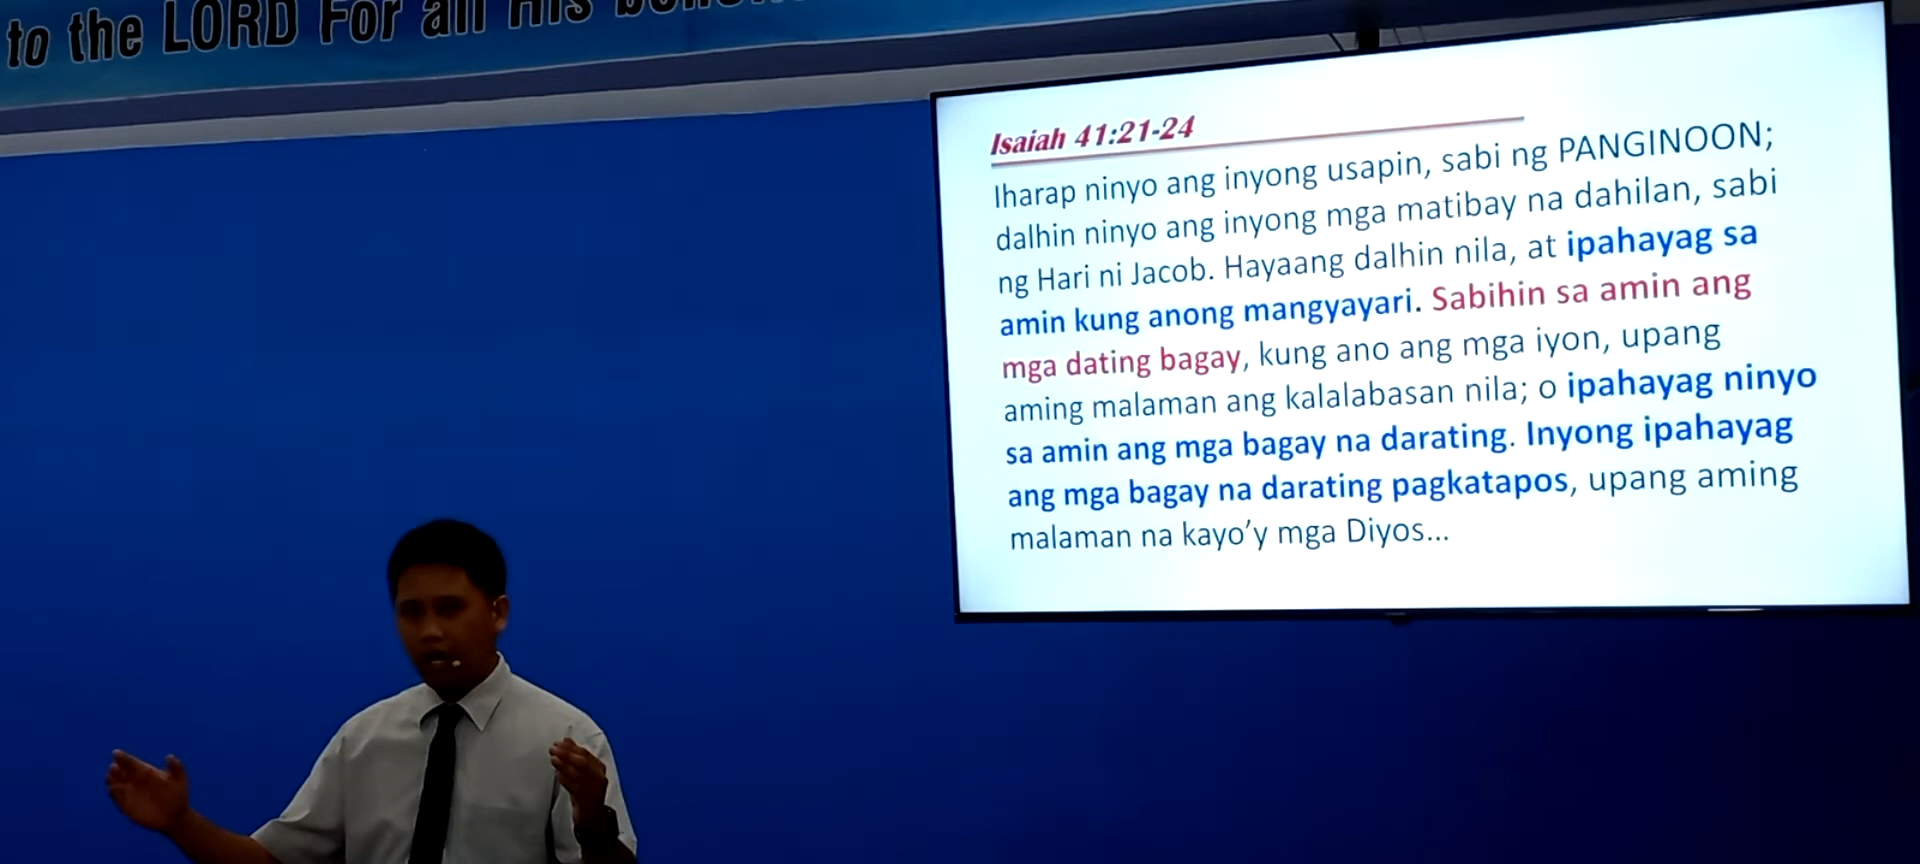 to the LORD For all His
Isaiah 41:21-24
Iharap ninyo ang inyong usapin, sabi ng PANGINOON;
dalhin ninyo ang inyong mga matibay na dahilan, sabi
ng Hari ni Jacob. Hayaang dalhin nila, at ipahayag sa
amin kung anong mangyayari. Sabihin sa amin ang
mga dating bagay, kung ano ang mga iyon, upang
aming malaman ang kalalabasan nila; o ipahayag ninyo
sa amin ang mga bagay na darating. Inyong ipahayag
ang mga bagay na darating pagkatapos, upang aming
malaman na kayo’y mga Diyos...